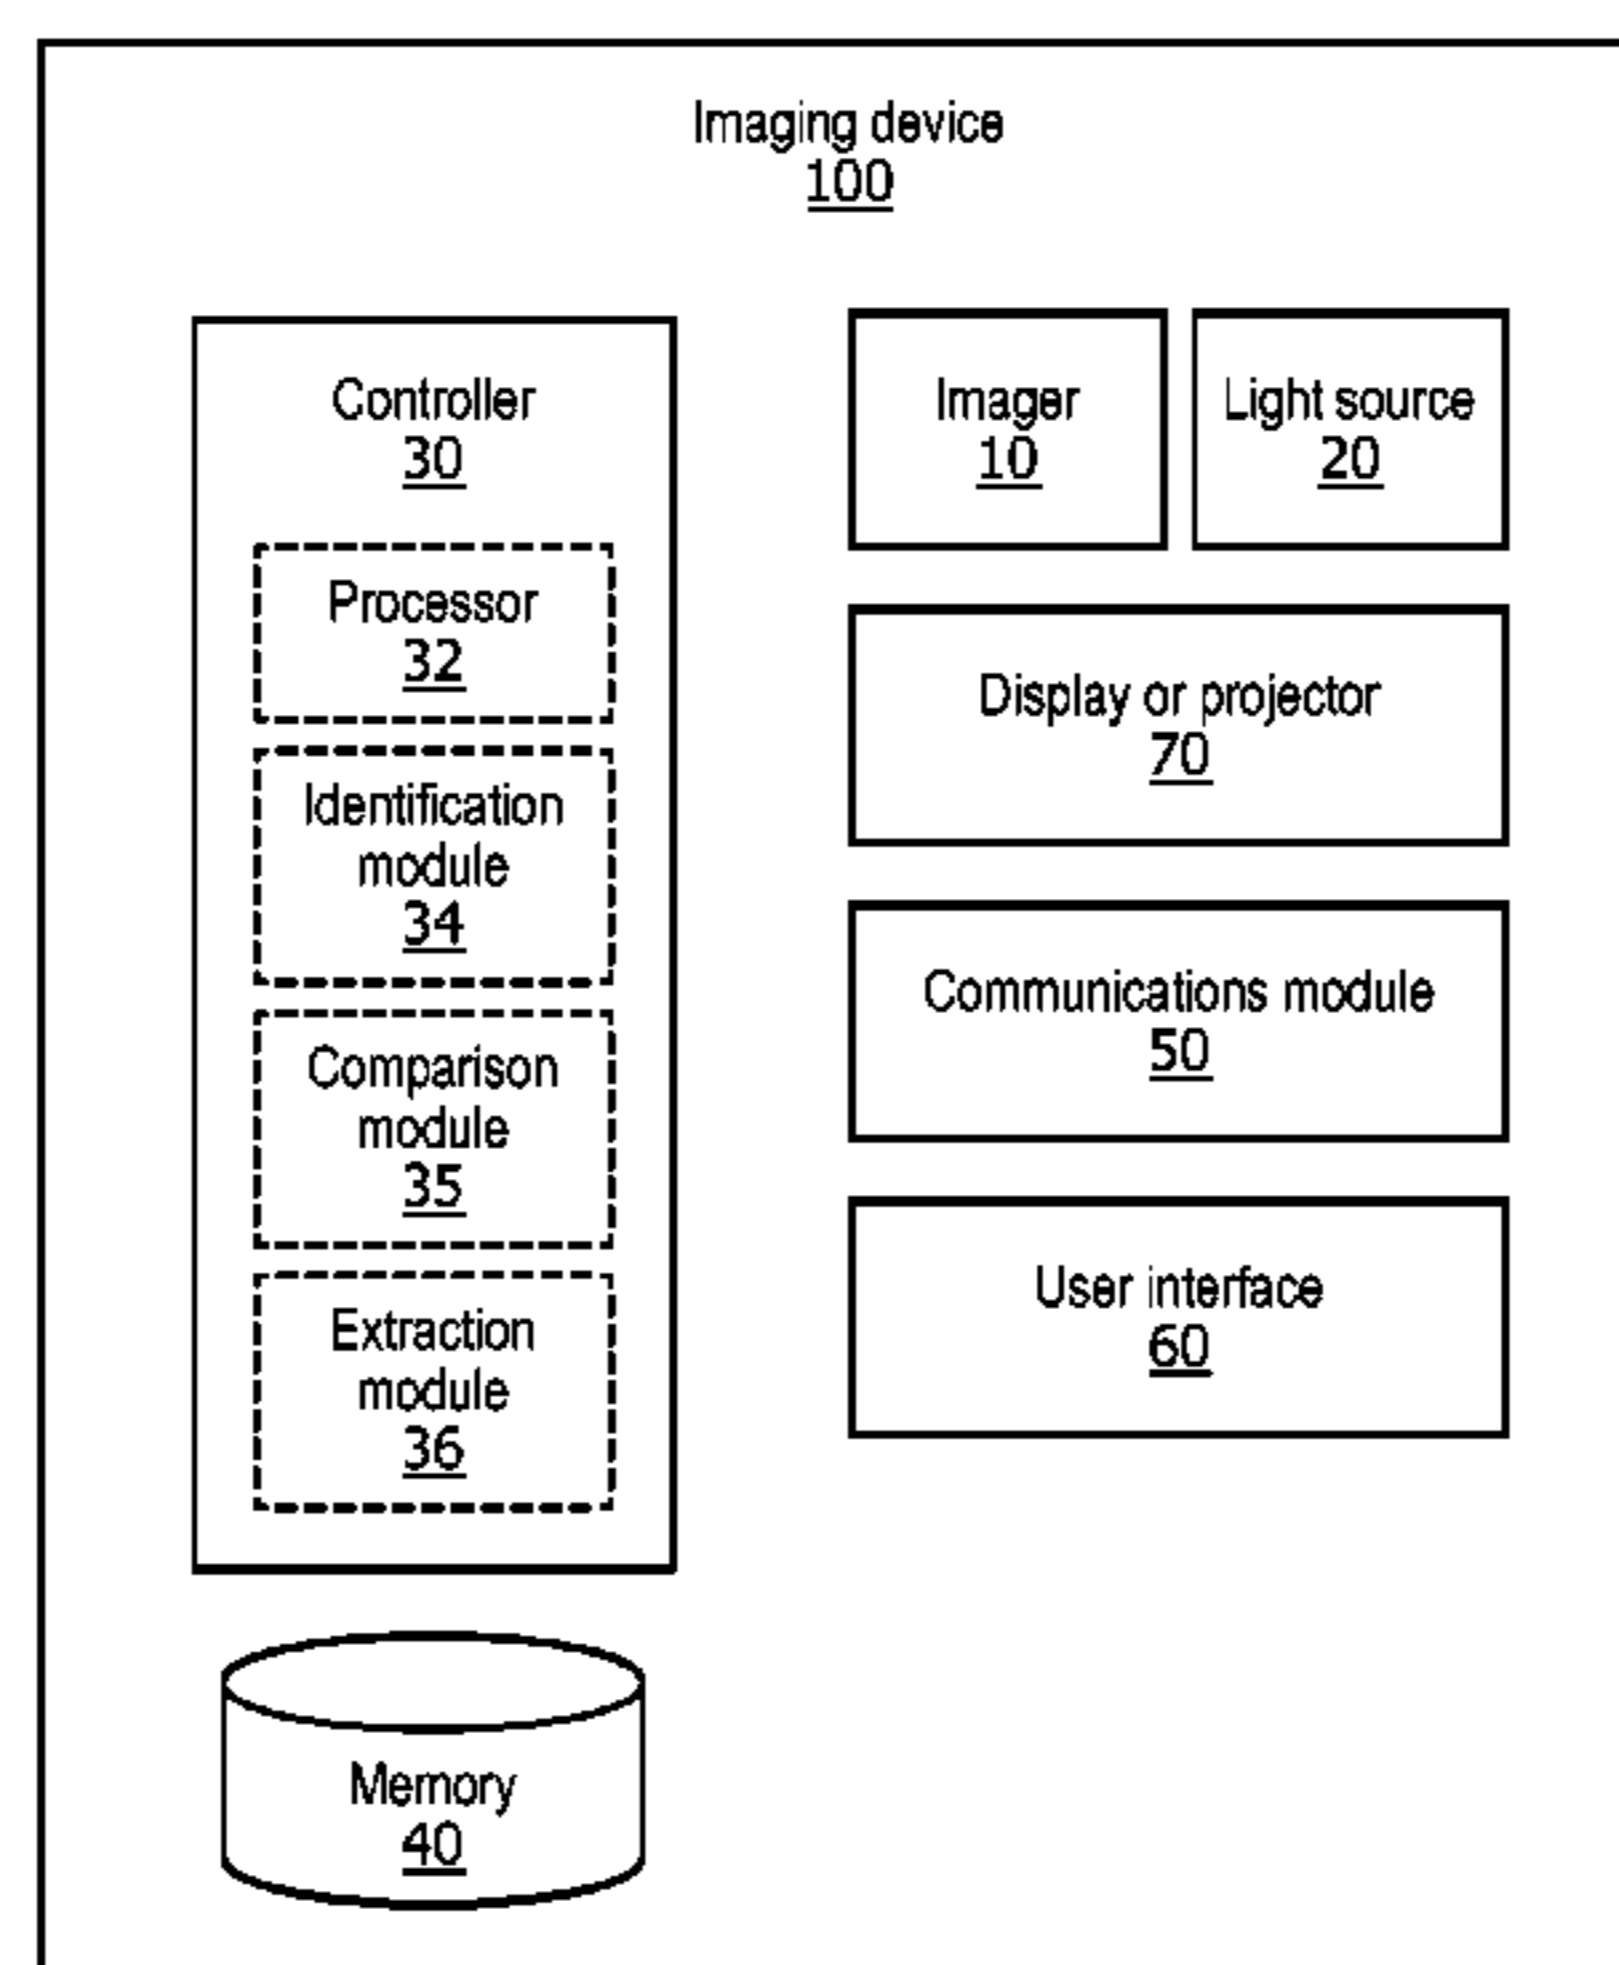 Imaging device
100
Controller
30
Processor
32
Identification
module
34
Comparison
module
35
Extraction
module
36
Memory
40
Imager
10
Light source
20
Display or projector
70
Communications module
50
User interface
60